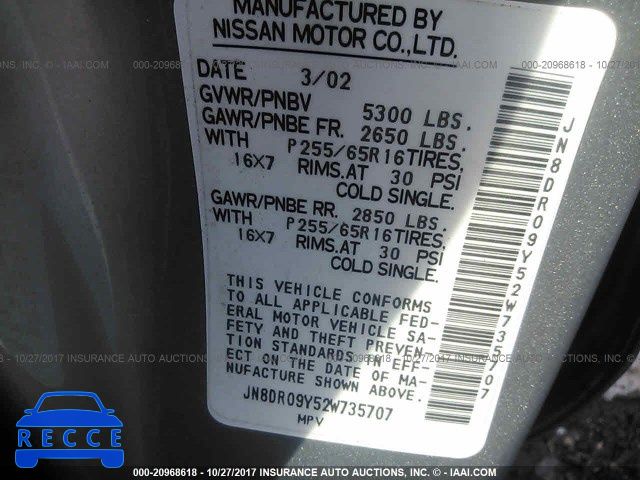 MANUFACTURED BY
NISSAN MOTOR CO.,LTD.
DATE 3/02
GVWR/PNBV 5300 LBS.
GAWR/PNBE FR. 2650 LBS.
WITH P255/65R16TIRES,
16X7 RIMS.AT 30 PSI
COLD SINGLE.
GAWR/PNBE RR. 2850 LBS.
WITH P255/65R16TIRES,
16X7 RIMS.AT 30 PSI
COLD SINGLE.
THIS VEHICLE CONFORMS
TO ALL APPLICABLE FED-
ERAL MOTOR VEHICLE SA-
FETY AND THEFT PREVEN-
TION STANDARDS IN EFF-
ECT ON THE DATE OF MA-
NUFACTURE SHOWN ABOVE.
JN8DR09Y52W735707
MPV
JN8DR09Y52W735707
000-20968618 - 10/27/2017 INSURANCE AUTO AUCTIONS, INC. © - IAAI.COM
RECCE